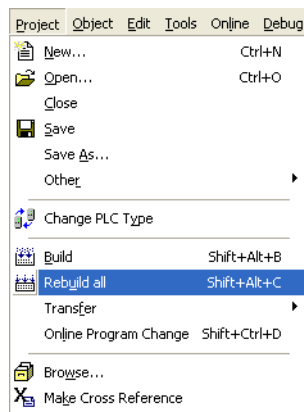 Project Object Edit Tools Online Debug
New... Ctrl+N
Open... Ctrl+O
Close
Save
Save As...
Other
Change PLC Type
Build Shift+Alt+B
Rebuild all Shift+Alt+C
Transfer
Online Program Change Shift+Ctrl+D
Browse...
Make Cross Reference